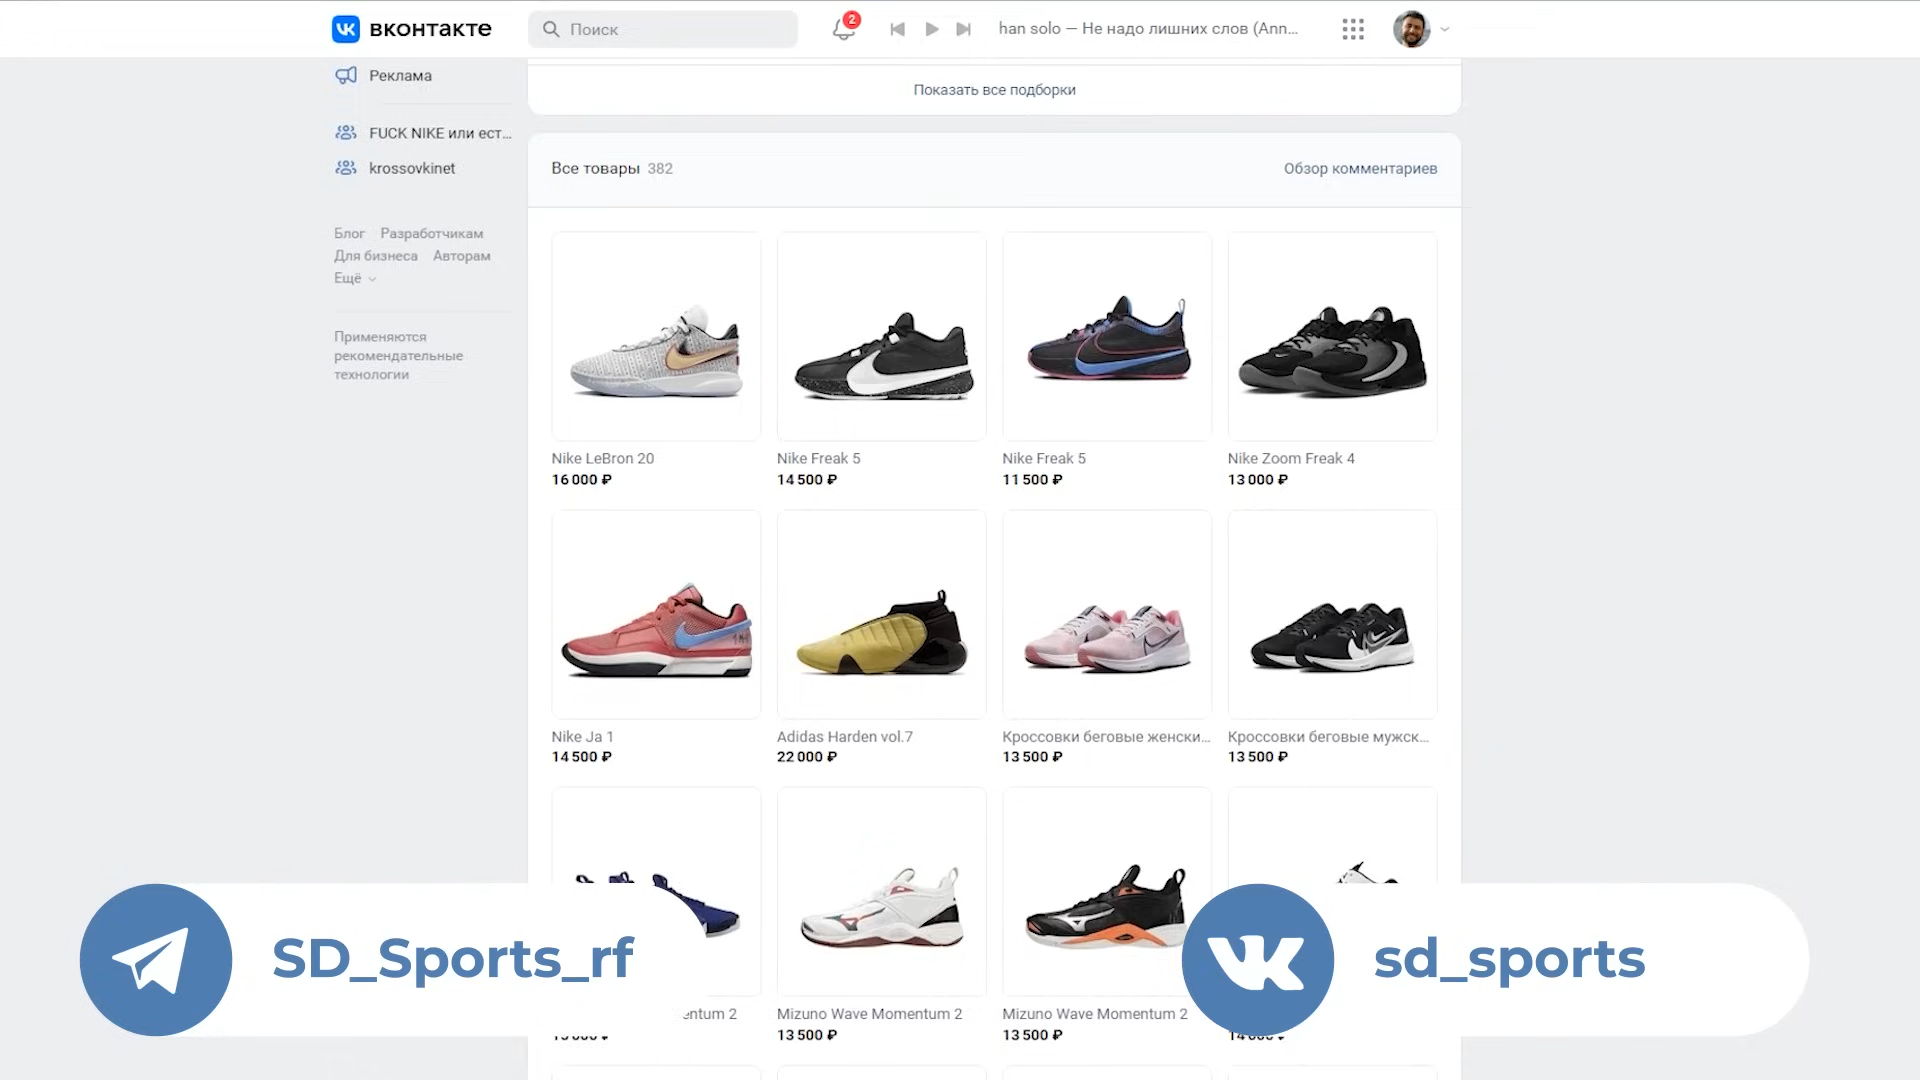 вконтакте
Поиск
2
han solo — Не надо лишних слов (Ann...
Реклама
FUCK NIKE или ест...
krossovkinet
Блог Разработчикам
Для бизнеса Авторам
Ещё
Применяются
рекомендательные
технологии
Показать все подборки
Все товары 382
Обзор комментариев
Nike LeBron 20
16 000 ₽
Nike Freak 5
14 500 ₽
Nike Freak 5
11 500 ₽
Nike Zoom Freak 4
13 000 ₽
Nike Ja 1
14 500 ₽
Adidas Harden vol.7
22 000 ₽
Кроссовки беговые женски...
13 500 ₽
Кроссовки беговые мужск...
13 500 ₽
entum 2
Mizuno Wave Momentum 2
13 500 ₽
Mizuno Wave Momentum 2
13 500 ₽
SD_Sports_rf
sd_sports